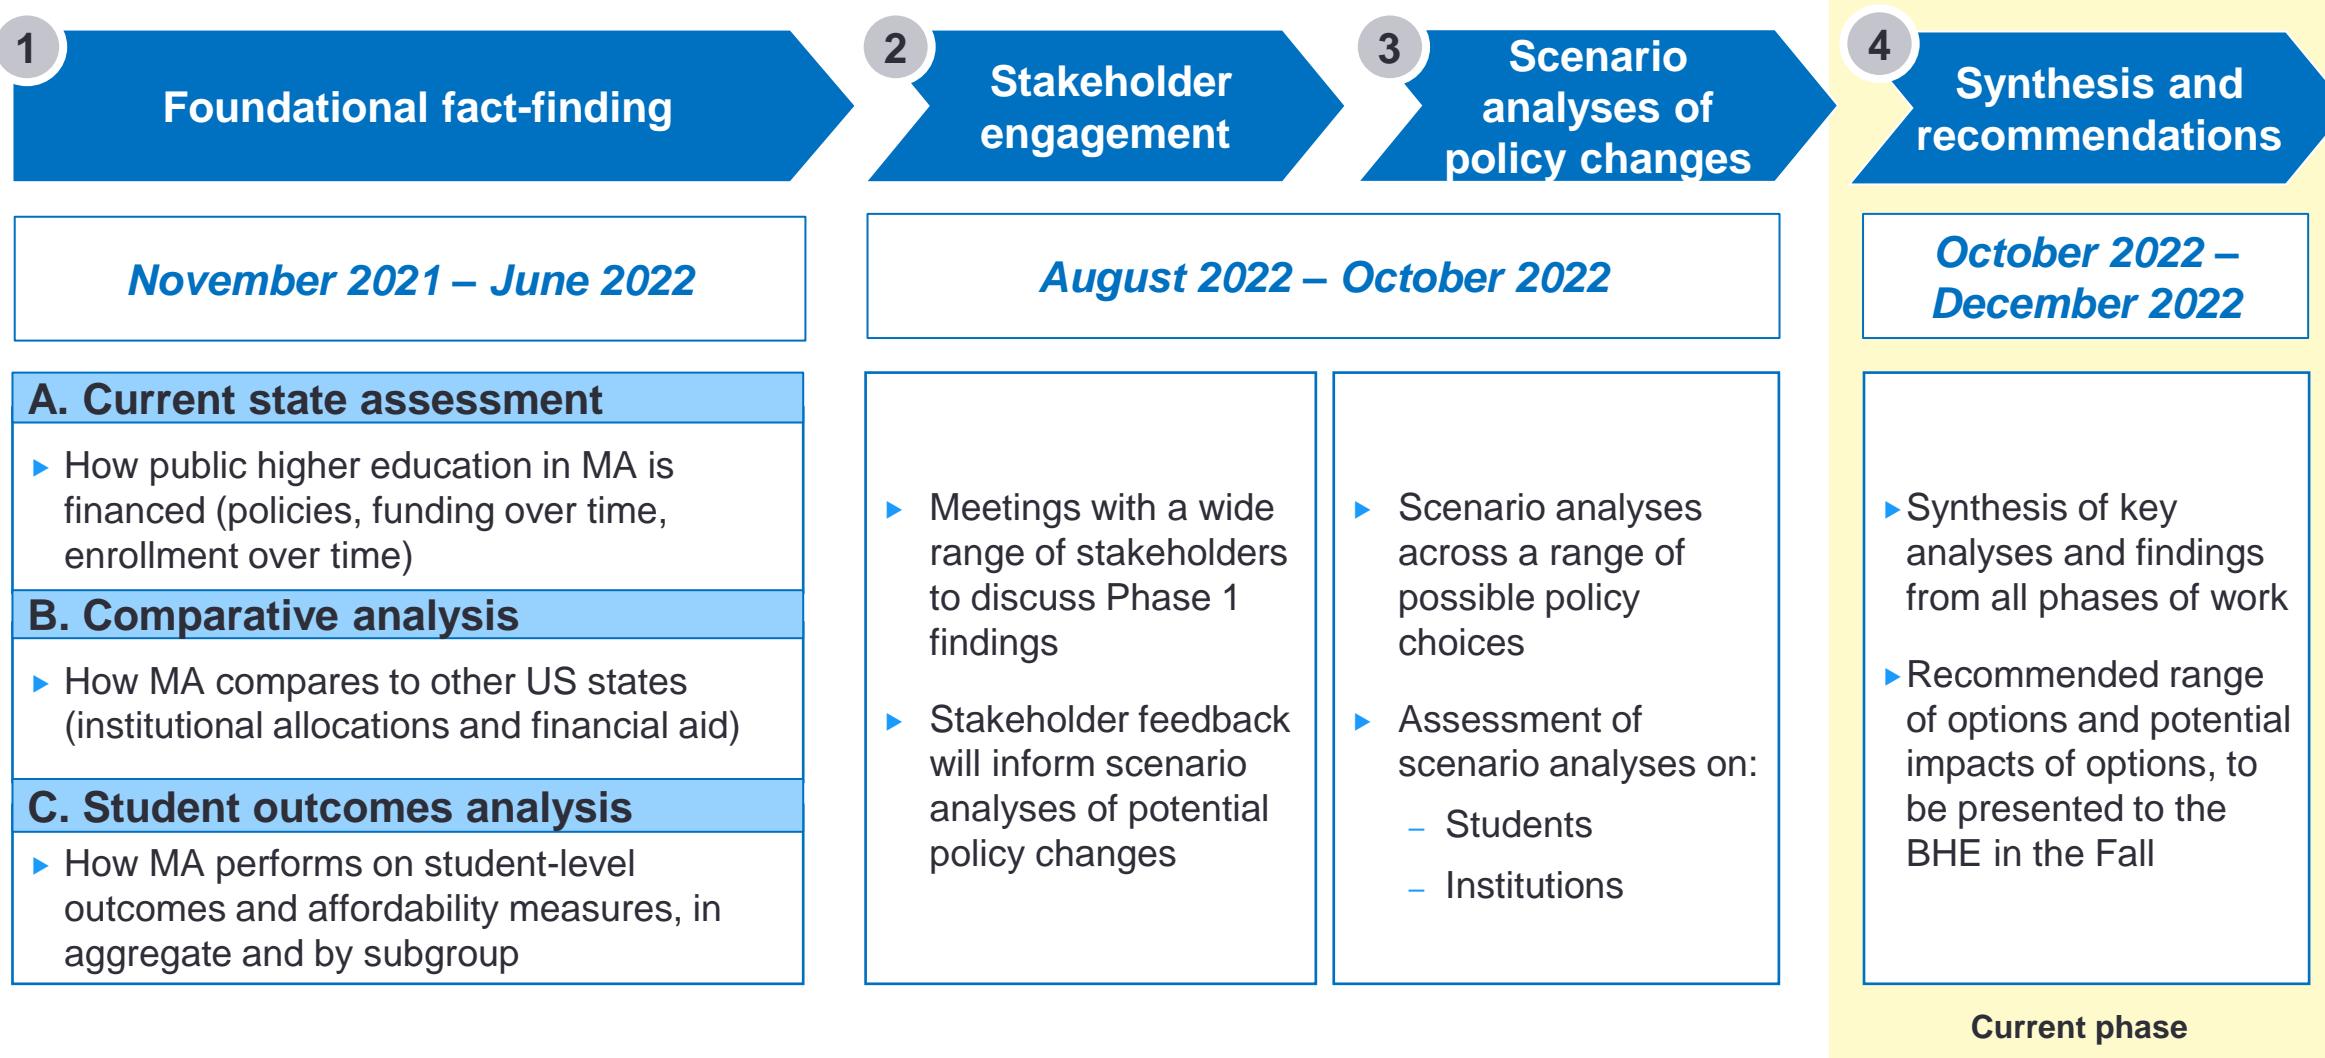 1
Foundational fact-finding
November 2021 – June 2022
A. Current state assessment
How public higher education in MA is
financed (policies, funding over time,
enrollment over time)
B. Comparative analysis
How MA compares to other US states
(institutional allocations and financial aid)
C. Student outcomes analysis
How MA performs on student-level
outcomes and affordability measures, in
aggregate and by subgroup
2
Stakeholder
engagement
3
Scenario
analyses of
policy changes
August 2022 – October 2022
Meetings with a wide
range of stakeholders
to discuss Phase 1
findings
Stakeholder feedback
will inform scenario
analyses of potential
policy changes
Scenario analyses
across a range of
possible policy
choices
Assessment of
scenario analyses on:
– Students
– Institutions
4
Synthesis and
recommendations
October 2022 –
December 2022
Synthesis of key
analyses and findings
from all phases of work
Recommended range
of options and potential
impacts of options, to
be presented to the
BHE in the Fall
Current phase